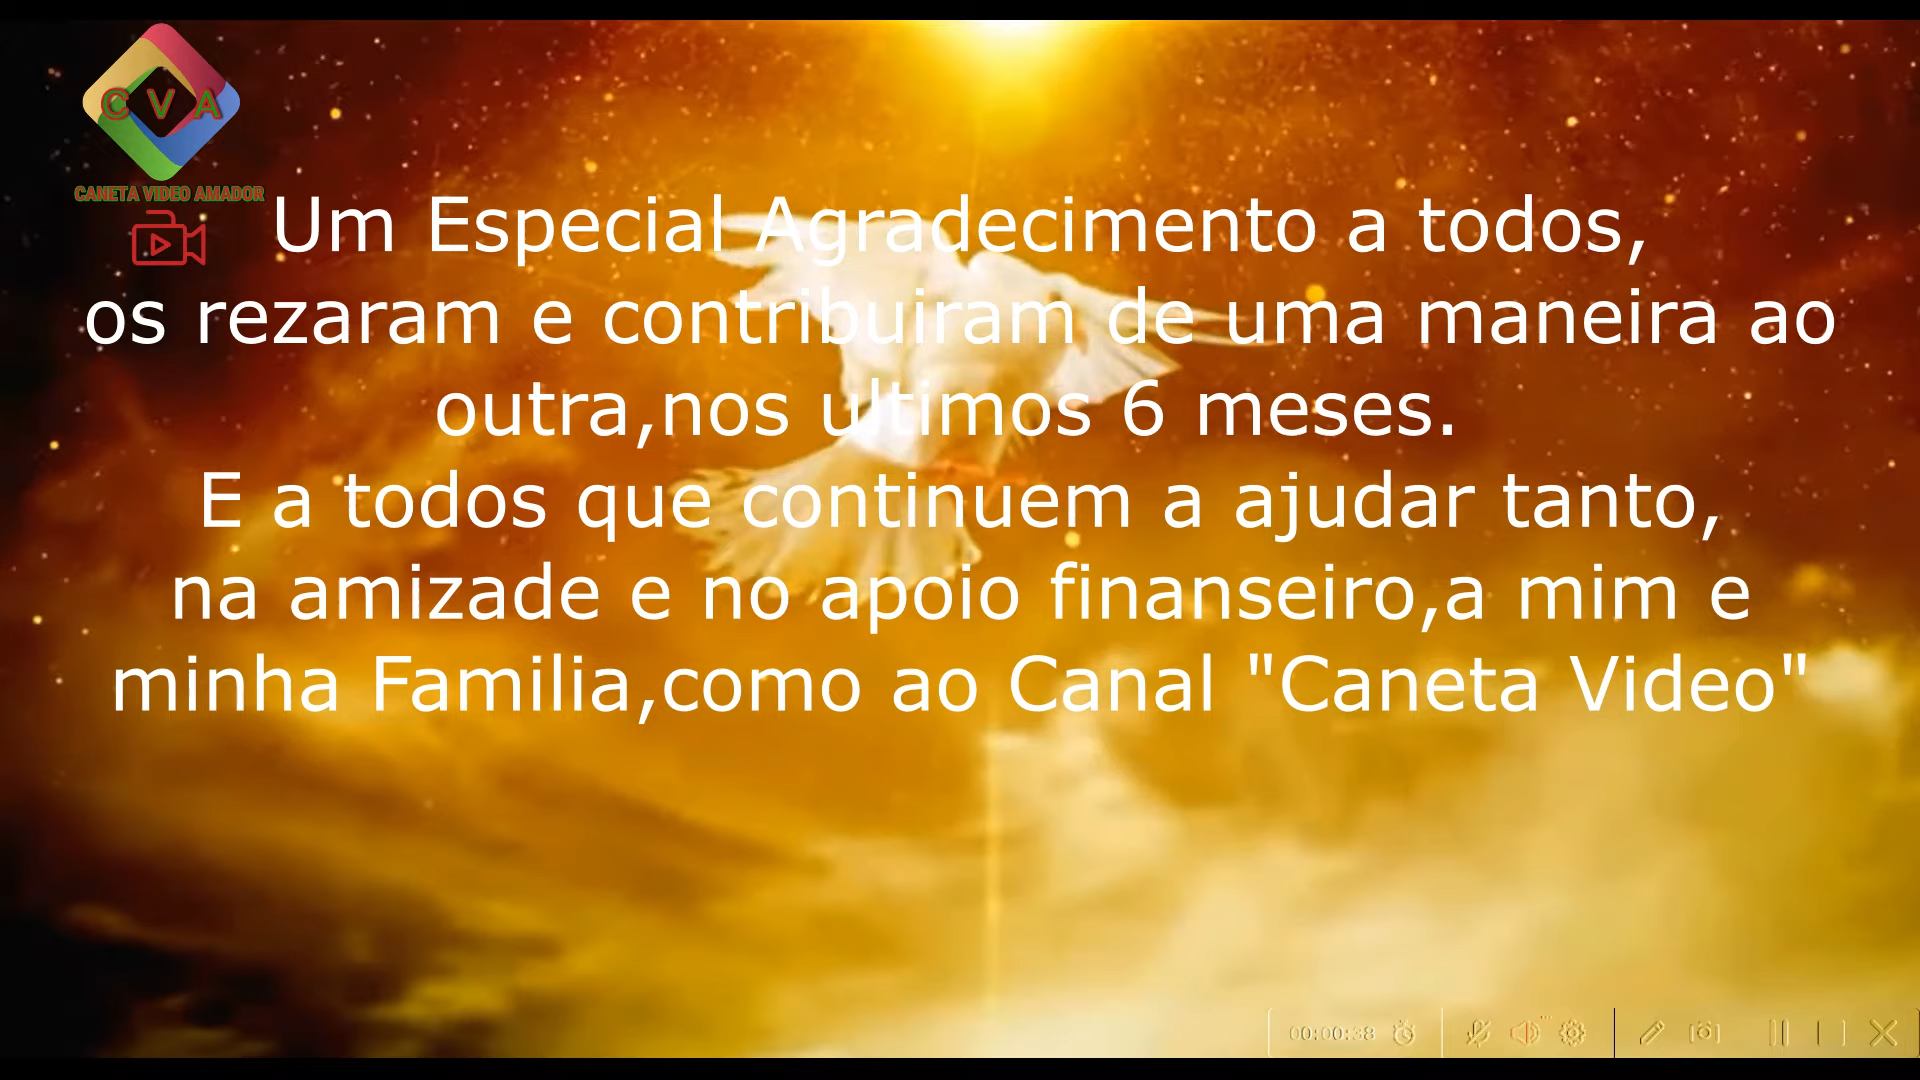 C V A
CANETA VIDEO AMADOR
Um Especial Agradecimento a todos,
os rezaram e contribuiram de uma maneira ao
outra,nos ultimos 6 meses.
E a todos que continuem a ajudar tanto,
na amizade e no apoio finanseiro,a mim e
minha Familia,como ao Canal "Caneta Video"
00:00:38